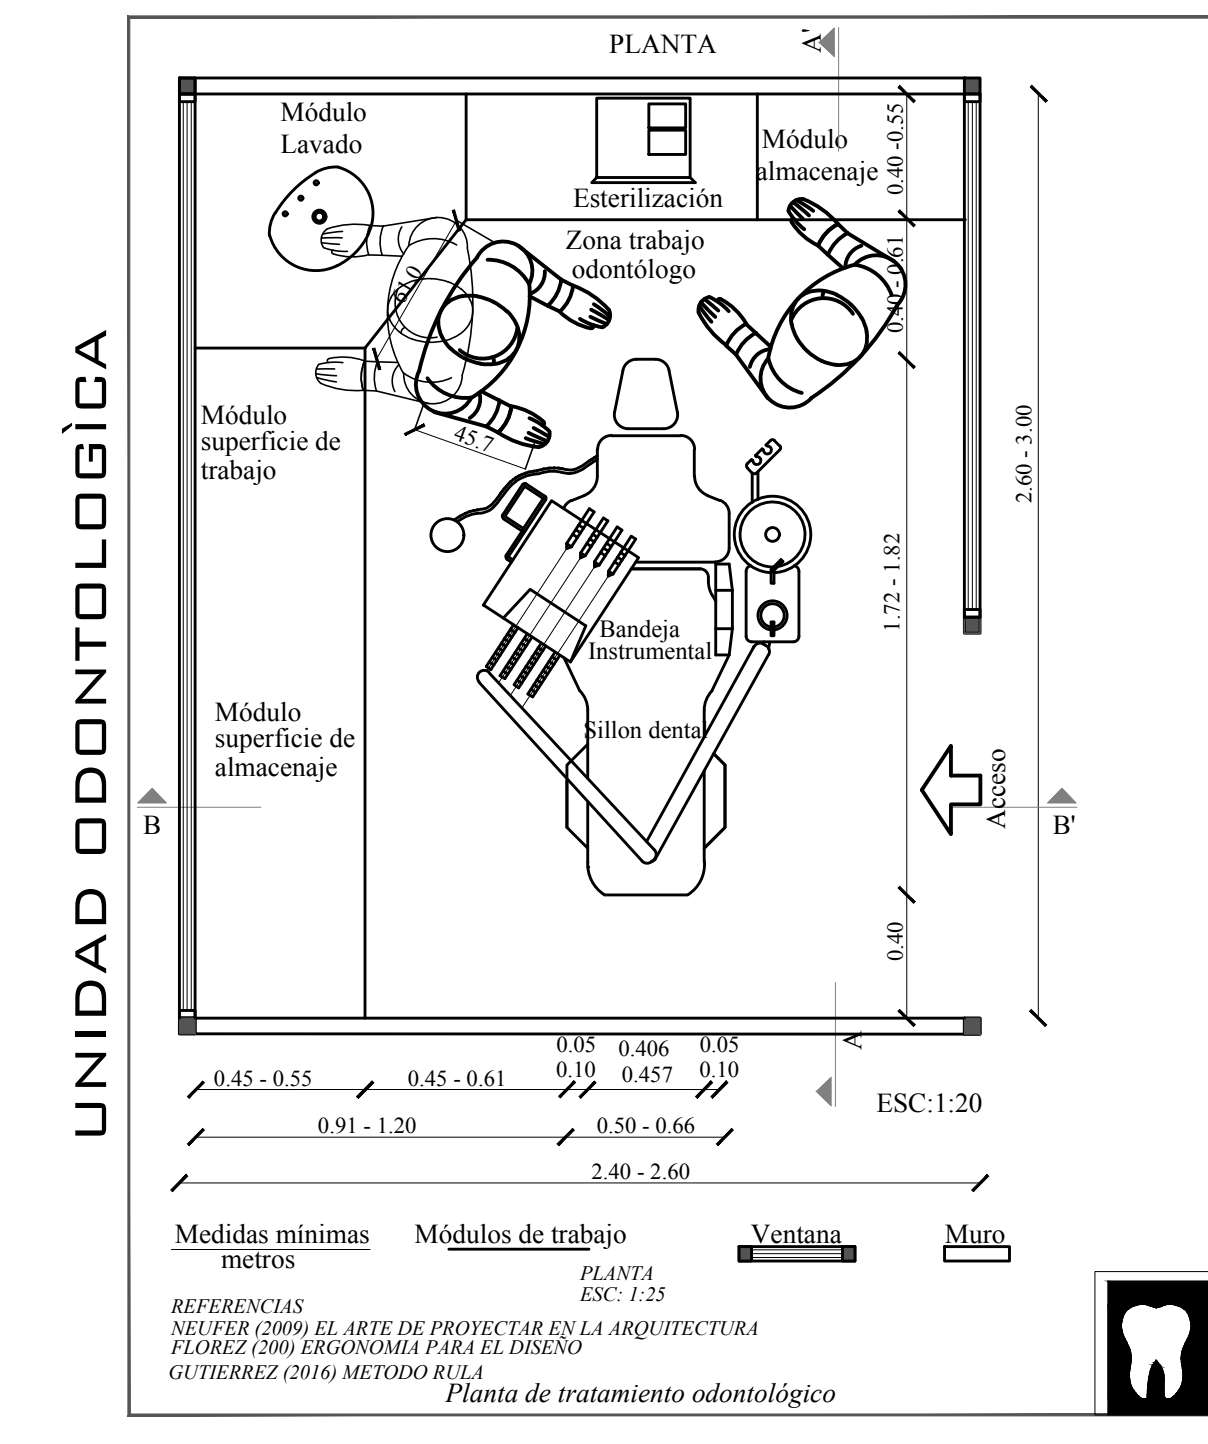 PLANTA
A'
Módulo
Lavado
Módulo
almacenaje
Esterilización
0.40 -0.55
Zona trabajo
odontólogo
0.40 - 0.61
45.7
Módulo
superficie de
trabajo
2.60 - 3.00
1.72 - 1.82
Bandeja
Instrumental
Módulo
superficie de
almacenaje
Sillon dental
Acceso
B
B'
0.40
UNIDAD ODONTOLOGÌCA
A
0.05
0.406
0.05
0.10
0.457
0.10
0.45 - 0.55
0.45 - 0.61
ESC:1:20
0.91 - 1.20
0.50 - 0.66
2.40 - 2.60
Medidas mínimas
metros
Módulos de trabajo
Ventana
Muro
PLANTA
ESC: 1:25
REFERENCIAS
NEUFER (2009) EL ARTE DE PROYECTAR EN LA ARQUITECTURA
FLOREZ (200) ERGONOMIA PARA EL DISEÑO
GUTIERREZ (2016) METODO RULA
Planta de tratamiento odontológico